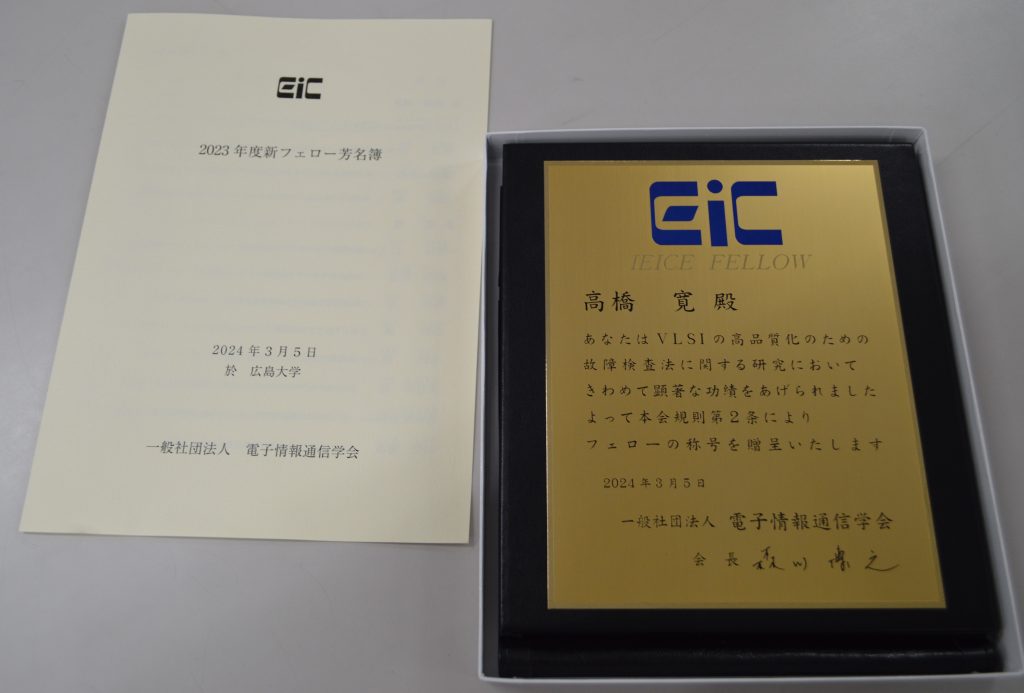 EiC
2023年度新フェロー芳名簿
2024年3月5日
於 広島大学
一般社団法人 電子情報通信学会
EiC
IEICE FELLOW
高橋 寛 殿
あなたはVLSIの高品質化のための
故障検査法に関する研究において
きわめて顕著な功績をあげられました
よって本会規則第2条により
フェローの称号を贈呈いたします
2024年3月5日
一般社団法人 電子情報通信学会
会長 森川博之